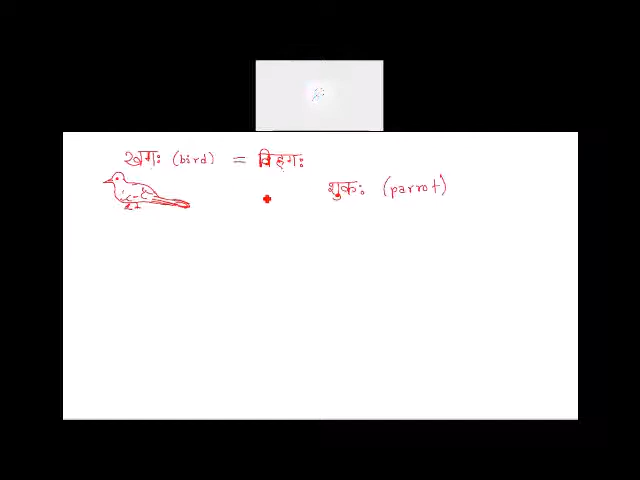 खगः (bird) = विहगः
शुकः (parrot)